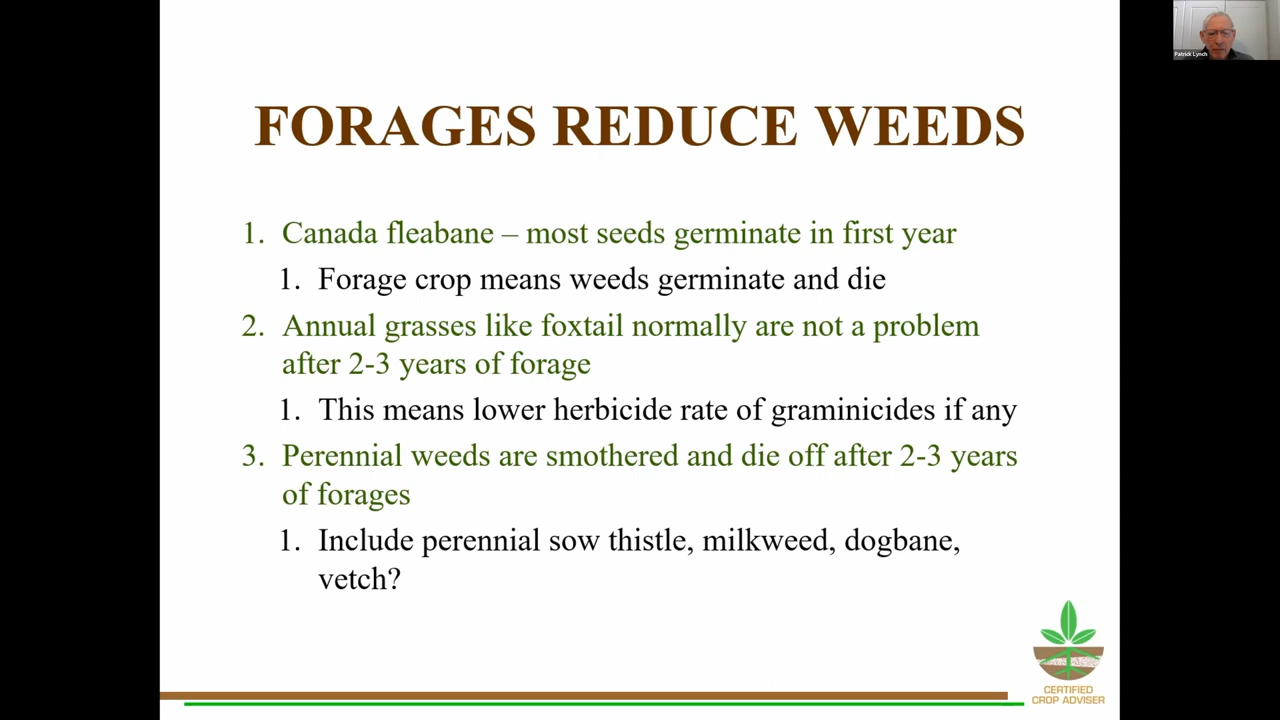 Patrick Lynch
FORAGES REDUCE WEEDS
1. Canada fleabane – most seeds germinate in first year
1. Forage crop means weeds germinate and die
2. Annual grasses like foxtail normally are not a problem
after 2-3 years of forage
1. This means lower herbicide rate of graminicides if any
3. Perennial weeds are smothered and die off after 2-3 years
of forages
1. Include perennial sow thistle, milkweed, dogbane,
vetch?
CERTIFIED
CROP ADVISER